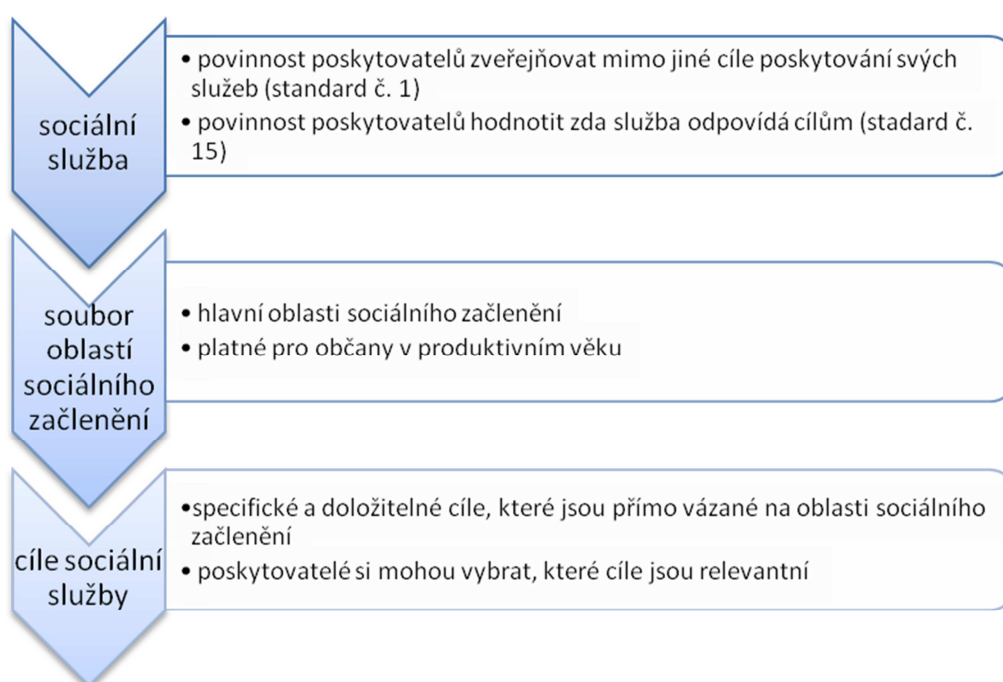 sociální
služba
• povinnost poskytovatelů zveřejňovat mimo jiné cíle poskytování svých
služeb (standard č. 1)
• povinnost poskytovatelů hodnotit zda služba odpovídá cílům (stadard č.
15)
soubor
oblastí
sociálního
začlenění
• hlavní oblasti sociálního začlenění
• platné pro občany v produktivním věku
cíle sociální
služby
•specifické a doložitelné cíle, které jsou přímo vázané na oblasti sociálního
začlenění
• poskytovatelé si mohou vybrat, které cíle jsou relevantní